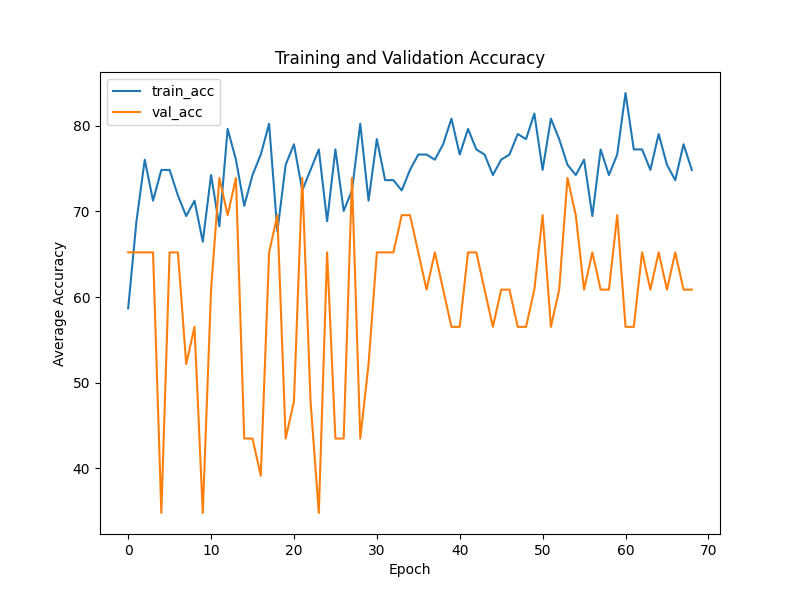 Training and Validation Accuracy
train_acc
val_acc
Average Accuracy
80
70
60
50
40
0 10 20 30 40 50 60 70
Epoch